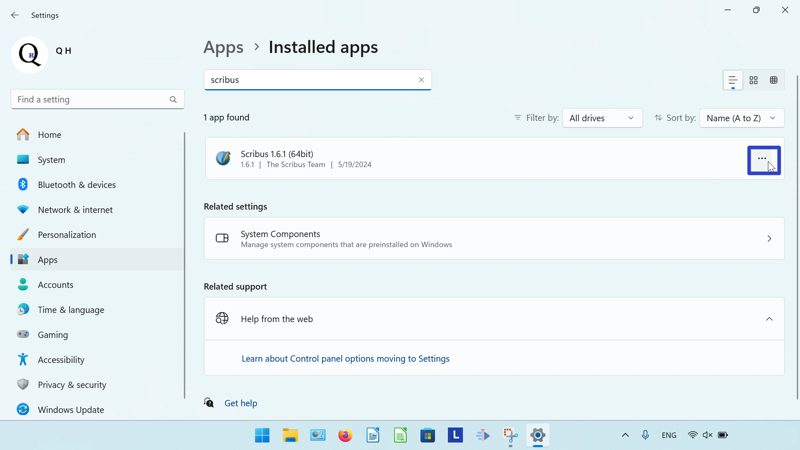 Settings
Q H
Find a setting
Home
System
Bluetooth & devices
Network & internet
Personalization
Apps
Accounts
Time & language
Gaming
Accessibility
Privacy & security
Windows Update
Apps > Installed apps
scribus
1 app found
Filter by: All drives
Sort by: Name (A to Z)
Scribus 1.6.1 (64bit)
1.6.1 | The Scribus Team | 5/19/2024
Related settings
System Components
Manage system components that are preinstalled on Windows
Related support
Help from the web
Learn about Control panel options moving to Settings
Get help
L
ENG